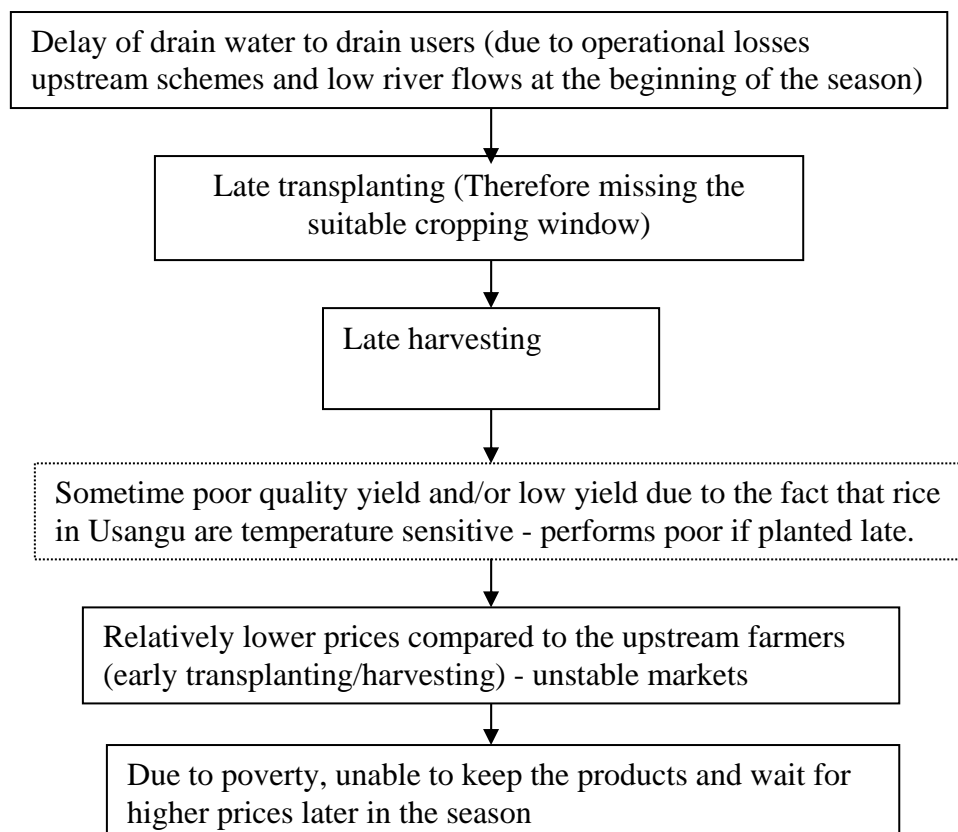 Delay of drain water to drain users (due to operational losses
upstream schemes and low river flows at the beginning of the season)
Late transplanting (Therefore missing the
suitable cropping window)
Late harvesting
Sometime poor quality yield and/or low yield due to the fact that rice
in Usangu are temperature sensitive - performs poor if planted late.
Relatively lower prices compared to the upstream farmers
(early transplanting/harvesting) - unstable markets
Due to poverty, unable to keep the products and wait for
higher prices later in the season